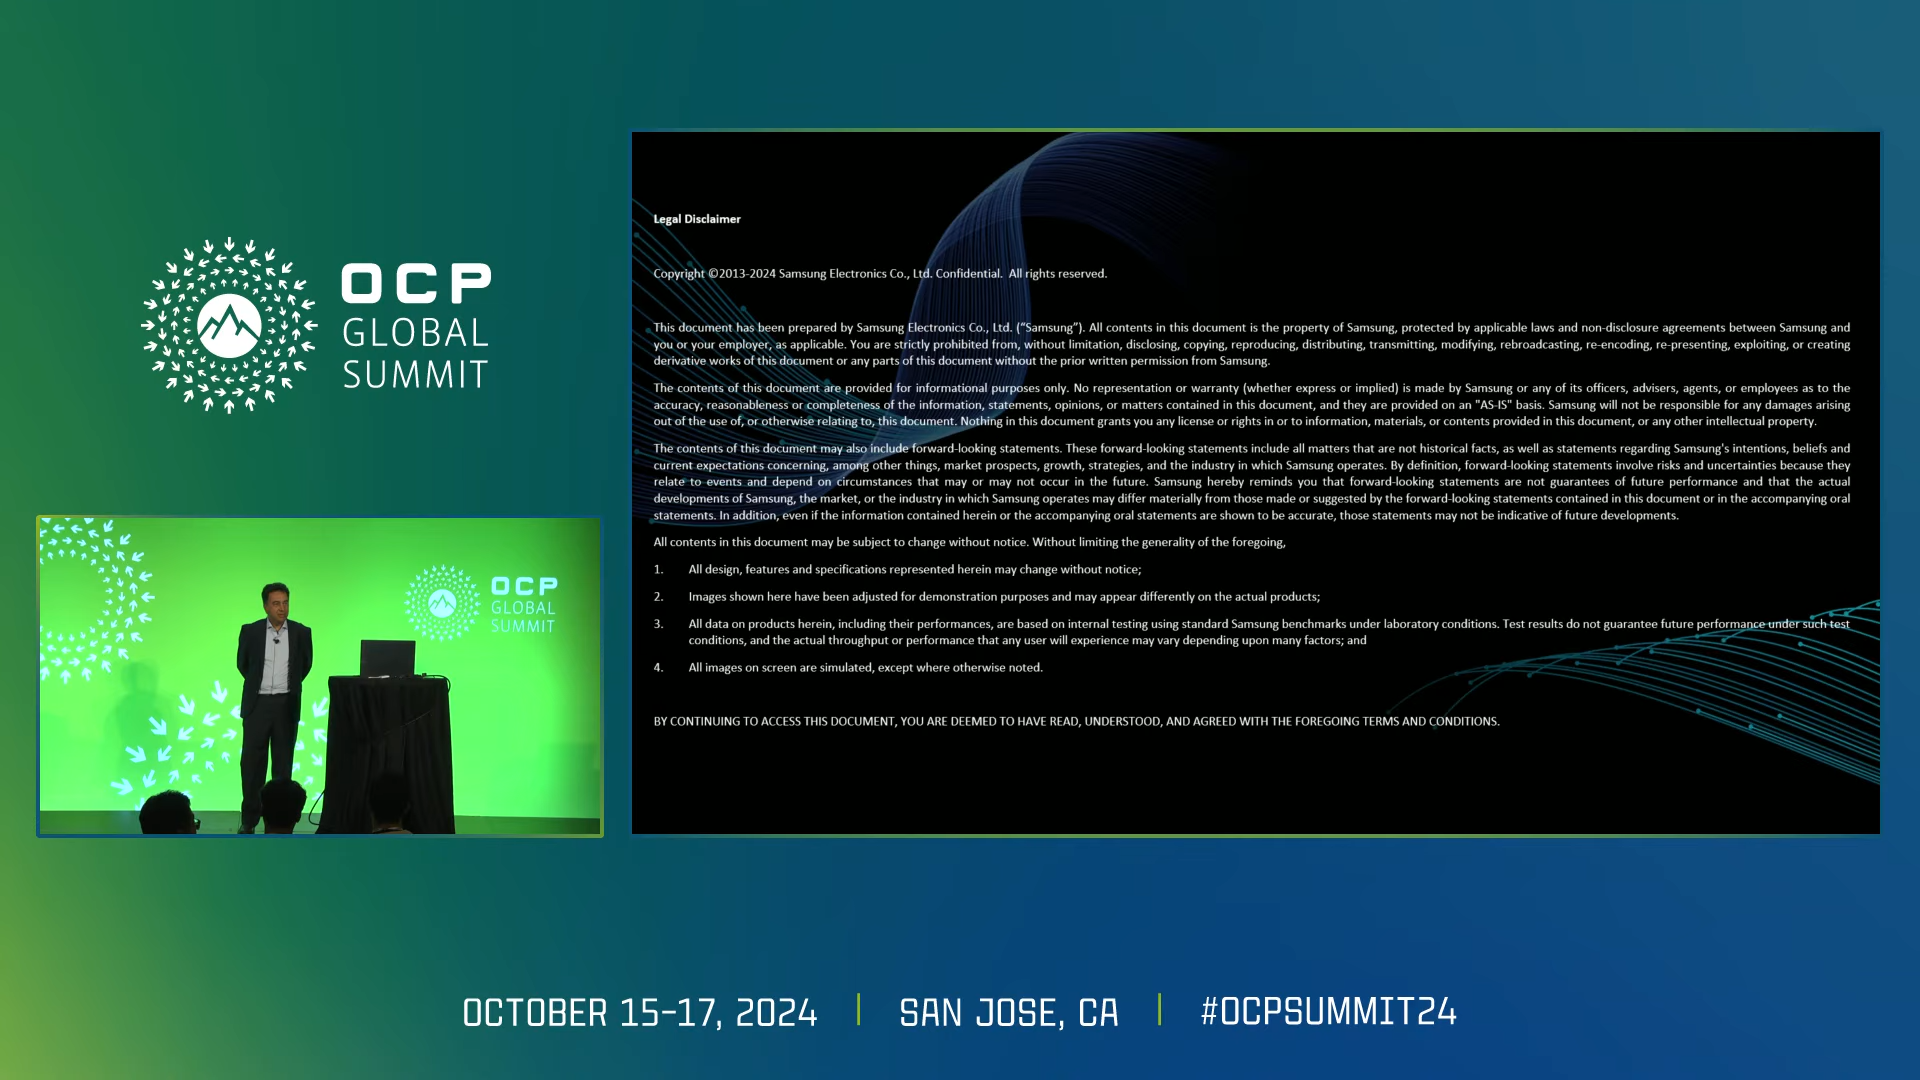 OCP
GLOBAL
SUMMIT
Legal Disclaimer
Copyright ©2013-2024 Samsung Electronics Co., Ltd. Confidential.  All rights reserved.
This document has been prepared by Samsung Electronics Co., Ltd. (“Samsung”). All contents in this document is the property of Samsung, protected by applicable laws and non-disclosure agreements between Samsung and
you or your employer, as applicable. You are strictly prohibited from, without limitation, disclosing, copying, reproducing, distributing, transmitting, modifying, rebroadcasting, re-encoding, re-presenting, exploiting, or creating
derivative works of this document or any parts of this document without the prior written permission from Samsung.
The contents of this document are provided for informational purposes only. No representation or warranty (whether express or implied) is made by Samsung or any of its officers, advisers, agents, or employees as to the
accuracy, reasonableness or completeness of the information, statements, opinions, or matters contained in this document, and they are provided on an "AS-IS" basis. Samsung will not be responsible for any damages arising
out of the use of, or otherwise relating to, this document. Nothing in this document grants you any license or rights in or to information, materials, or contents provided in this document, or any other intellectual property.
The contents of this document may also include forward-looking statements. These forward-looking statements include all matters that are not historical facts, as well as statements regarding Samsung's intentions, beliefs and
current expectations concerning, among other things, market prospects, growth, strategies, and the industry in which Samsung operates. By definition, forward-looking statements involve risks and uncertainties because they
relate to events and depend on circumstances that may or may not occur in the future. Samsung hereby reminds you that forward-looking statements are not guarantees of future performance and that the actual
developments of Samsung, the market, or the industry in which Samsung operates may differ materially from those made or suggested by the forward-looking statements contained in this document or in the accompanying oral
statements. In addition, even if the information contained herein or the accompanying oral statements are shown to be accurate, those statements may not be indicative of future developments.
All contents in this document may be subject to change without notice. Without limiting the generality of the foregoing,
1. All design, features and specifications represented herein may change without notice;
2. Images shown here have been adjusted for demonstration purposes and may appear differently on the actual products;
3. All data on products herein, including their performances, are based on internal testing using standard Samsung benchmarks under laboratory conditions. Test results do not guarantee future performance under such test
conditions, and the actual throughput or performance that any user will experience may vary depending upon many factors; and
4. All images on screen are simulated, except where otherwise noted.
BY CONTINUING TO ACCESS THIS DOCUMENT, YOU ARE DEEMED TO HAVE READ, UNDERSTOOD, AND AGREED WITH THE FOREGOING TERMS AND CONDITIONS.
OCP
GLOBAL
SUMMIT
OCTOBER 15-17, 2024 | SAN JOSE, CA | #OCPSUMMIT24